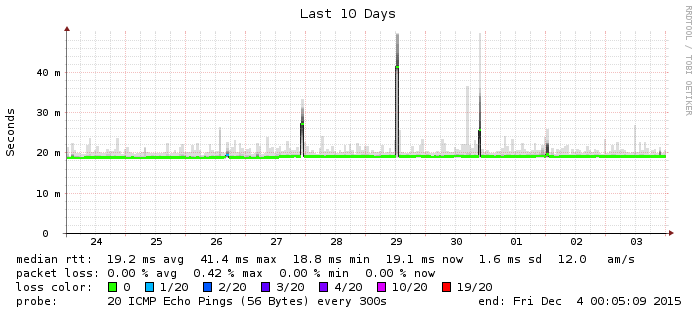 Last 10 Days
RRDTOOL / TOBI OETIKER
Seconds
40 m
30 m
20 m
10 m
0
24 25 26 27 28 29 30 01 02 03
median rtt: 19.2 ms avg 41.4 ms max 18.8 ms min 19.1 ms now 1.6 ms sd 12.0 am/s
packet loss: 0.00 % avg 0.42 % max 0.00 % min 0.00 % now
loss color: 0 1/20 2/20 3/20 4/20 10/20 19/20
probe: 20 ICMP Echo Pings (56 Bytes) every 300s end: Fri Dec 4 00:05:09 2015